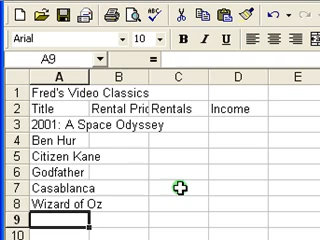 ABC
Arial 10 B I U
A9 =
A B C D E
1 Fred's Video Classics
2 Title Rental Pric Rentals Income
3 2001: A Space Odyssey
4 Ben Hur
5 Citizen Kane
6 Godfather
7 Casablanca
8 Wizard of Oz
9
10